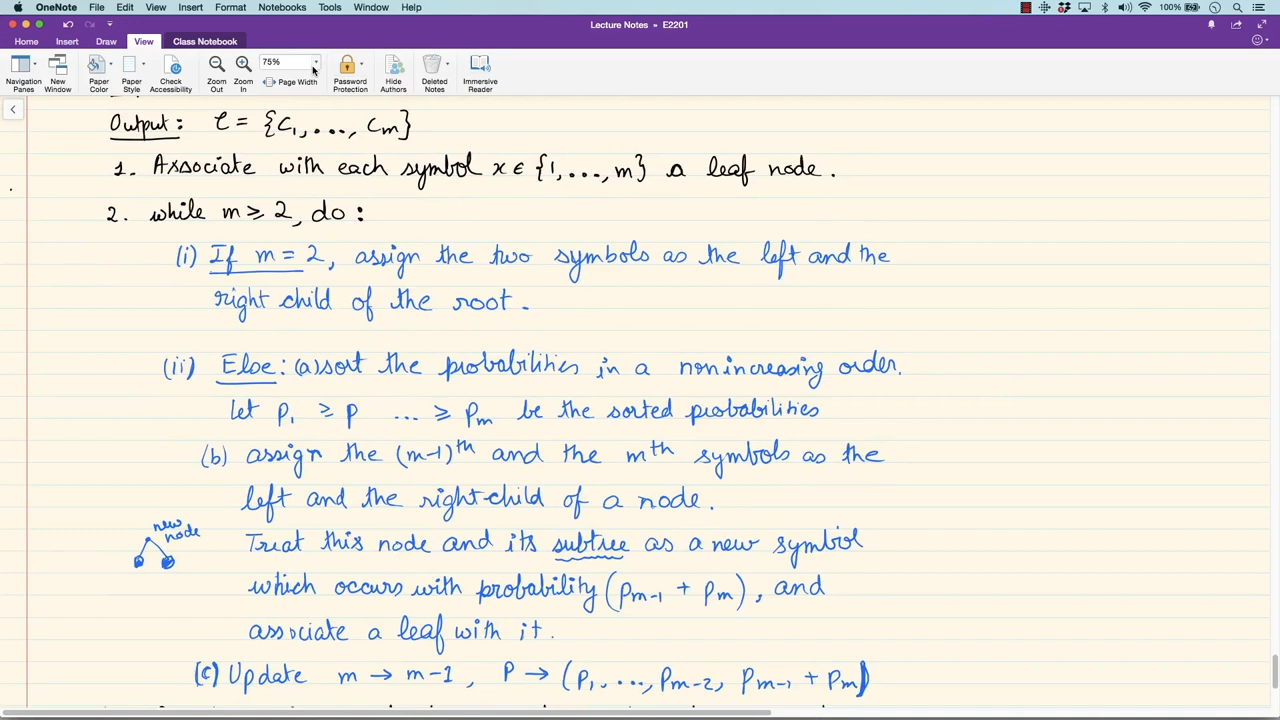 OneNote File Edit View Insert Format Notebooks Tools Window Help 100%
Lecture Notes » E2201
Home Insert Draw View Class Notebook
75%
Navigation Panes New Window Paper Color Paper Style Check Accessibility Zoom Out Zoom In Page Width Password Protection Hide Authors Deleted Notes Immersive Reader
Output: C = {C1, ..., Cm}
1. Associate with each symbol x ∈ {1, ..., m} a leaf node.
2. while m ≥ 2, do :
(i) If m = 2, assign the two symbols as the left and the
right child of the root.
(ii) Else: (a) sort the probabilities in a nonincreasing order.
Let p1 ≥ p ... ≥ pm be the sorted probabilities
(b) assign the (m-1)th and the mth symbols as the
left and the right child of a node.
new node
Treat this node and its subtree as a new symbol
which occurs with probability (pm-1 + pm), and
associate a leaf with it.
(c) Update m → m-1, P → (p1, ..., pm-2, pm-1 + pm)